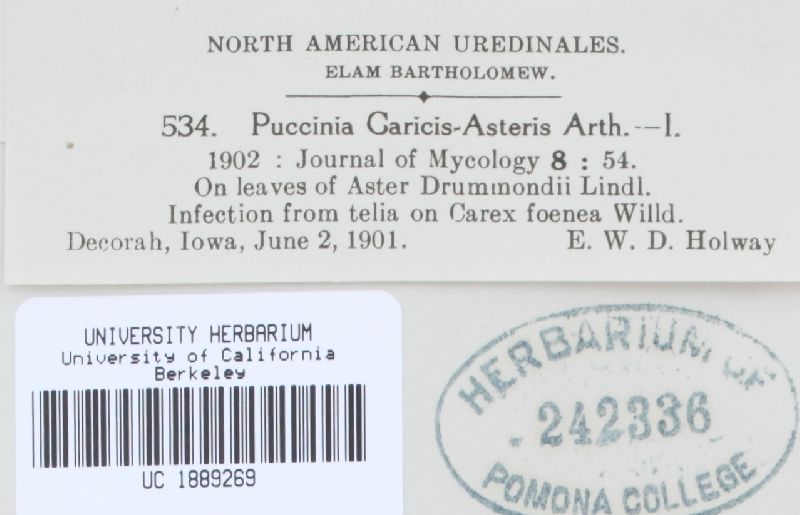 NORTH AMERICAN UREDINALES.
ELAM BARTHOLOMEW.
534. Puccinia Caricis-Asteris Arth.—I.
1902 : Journal of Mycology 8 : 54.
On leaves of Aster Drummondii Lindl.
Infection from telia on Carex foenea Willd.
Decorah, Iowa, June 2, 1901. E. W. D. Holway
UNIVERSITY HERBARIUM
University of California
Berkeley
UC 1889269
HERBARIUM OF
242336
POMONA COLLEGE